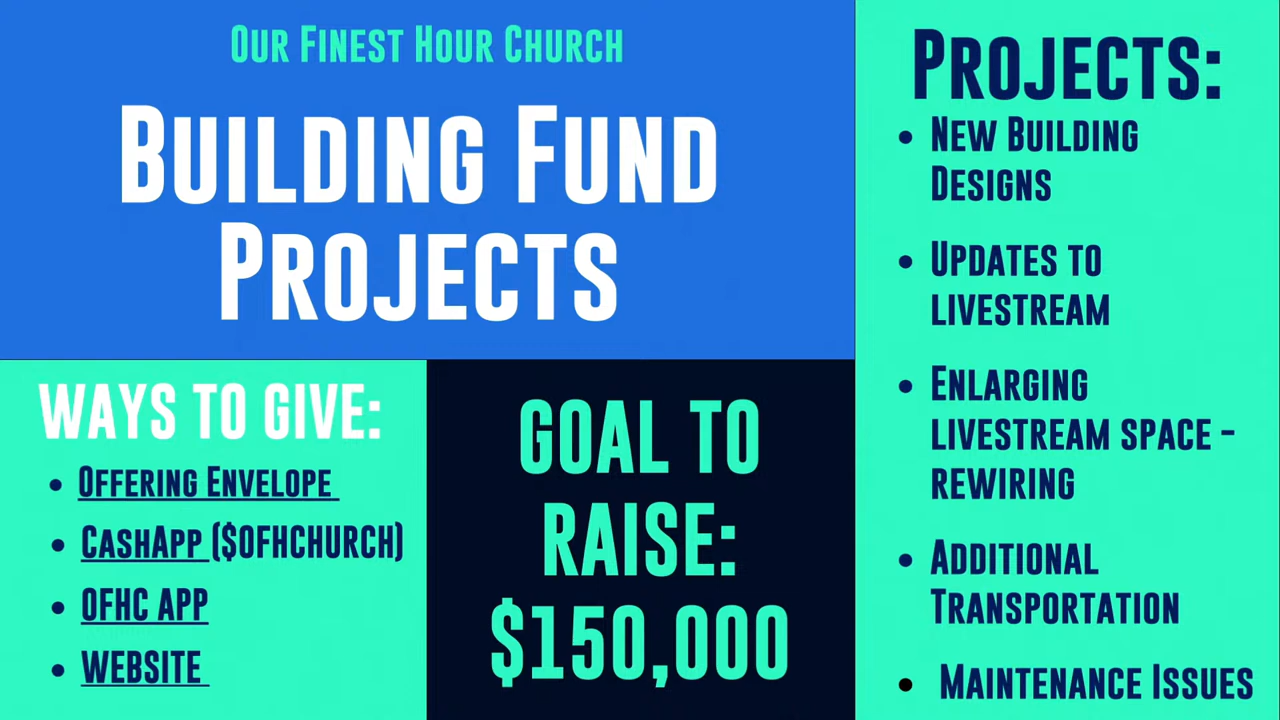 Our Finest Hour Church
Building Fund
Projects
WAYS TO GIVE:
• Offering Envelope
• CashApp ($OFHCHURCH)
• OFHC APP
• WEBSITE
GOAL TO
RAISE:
$150,000
Projects:
• New Building
Designs
• Updates to
livestream
• Enlarging
livestream space -
rewiring
• Additional
Transportation
• Maintenance Issues